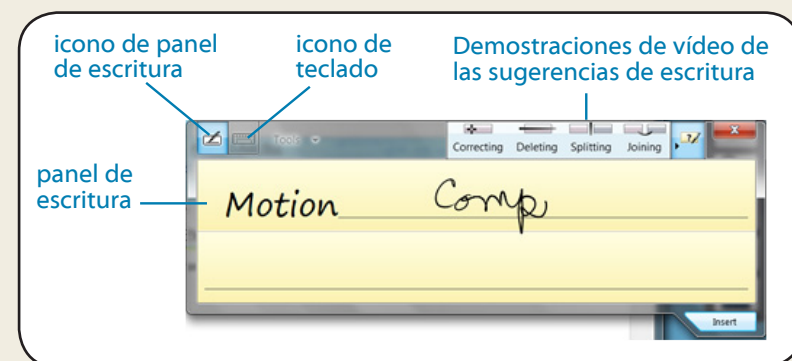 icono de panel
de escritura
icono de
teclado
Demostraciones de vídeo de
las sugerencias de escritura
Tools
Correcting Deleting Splitting Joining
panel de
escritura
Motion Comp
Insert